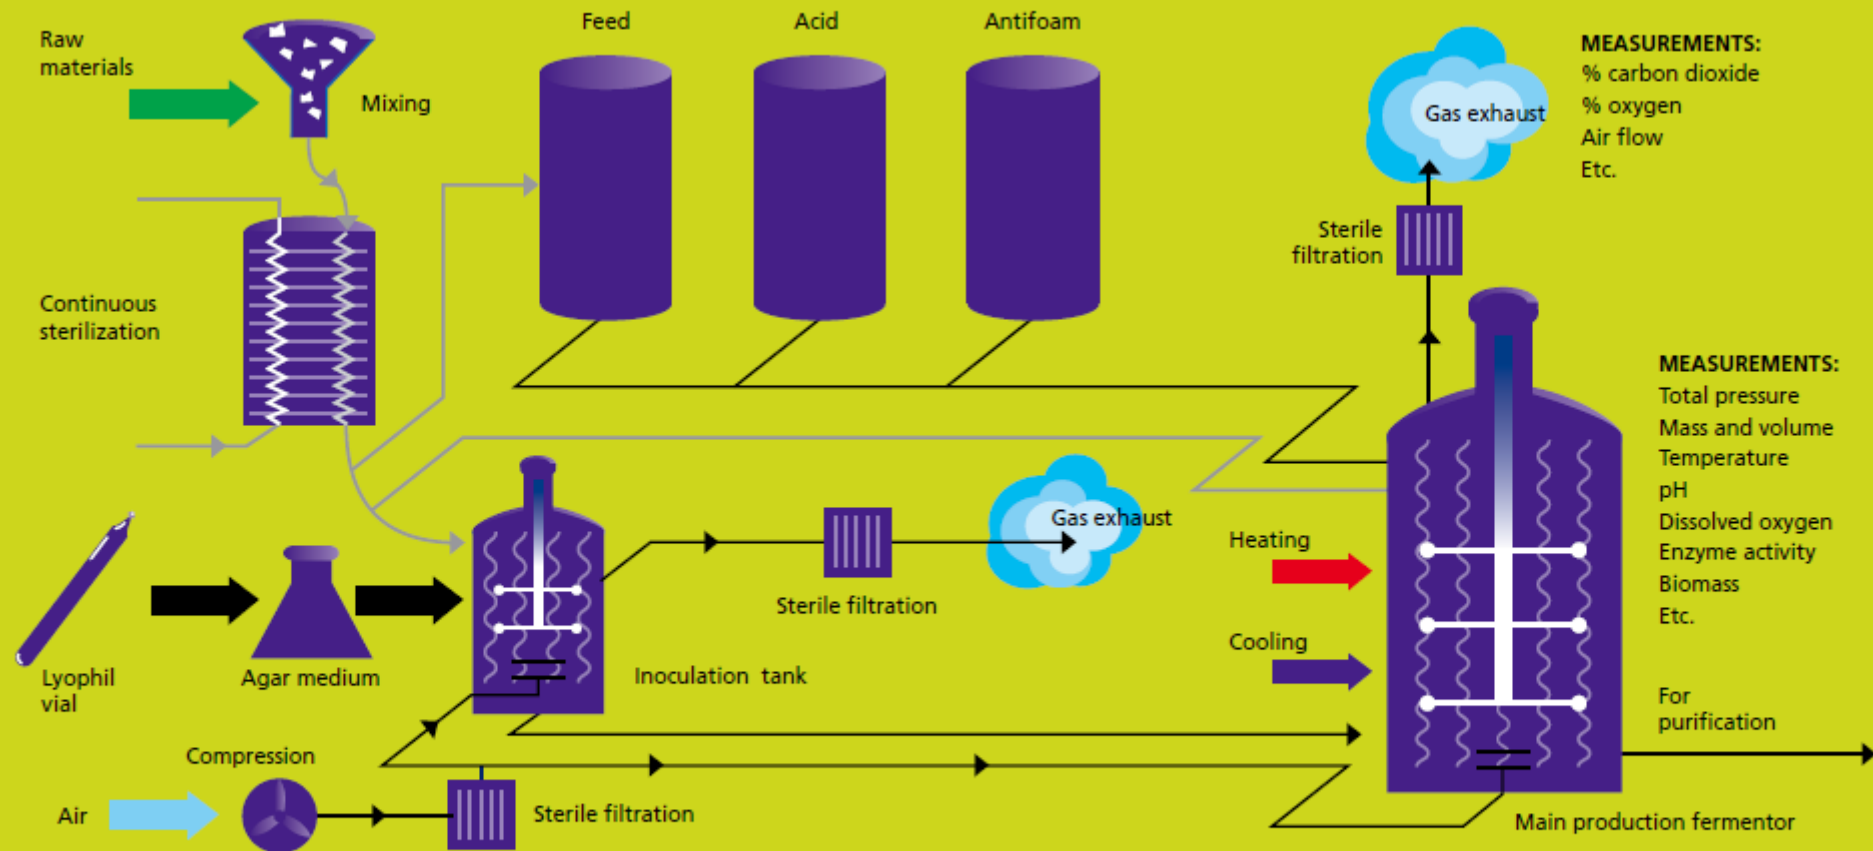 Raw
materials
Mixing
Feed
Acid
Antifoam
Gas exhaust
MEASUREMENTS:
% carbon dioxide
% oxygen
Air flow
Etc.
Sterile
filtration
Continuous
sterilization
MEASUREMENTS:
Total pressure
Mass and volume
Temperature
pH
Dissolved oxygen
Enzyme activity
Biomass
Etc.
Gas exhaust
Heating
Sterile filtration
Cooling
Lyophil
vial
Agar medium
Inoculation tank
For
purification
Compression
Air
Sterile filtration
Main production fermentor